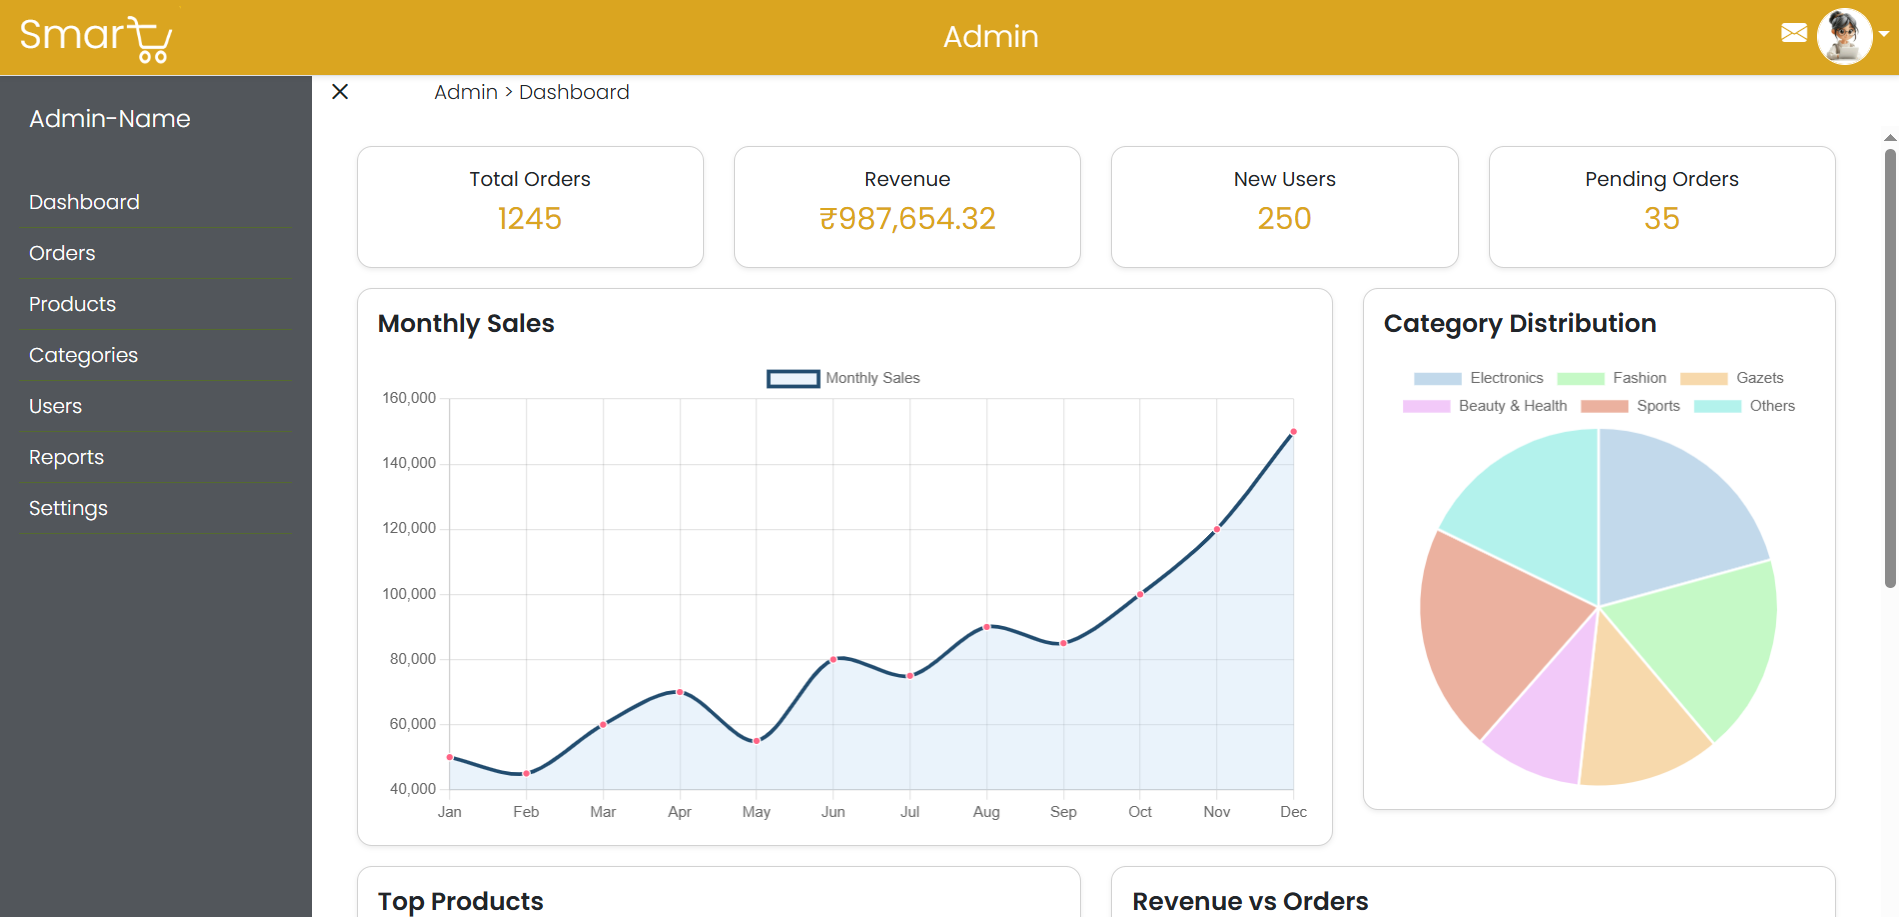 Smart
Admin
Admin-Name
Dashboard
Orders
Products
Categories
Users
Reports
Settings
Admin > Dashboard
Total Orders
1245
Revenue
₹987,654.32
New Users
250
Pending Orders
35
Monthly Sales
Monthly Sales
160,000
140,000
120,000
100,000
80,000
60,000
40,000
Jan Feb Mar Apr May Jun Jul Aug Sep Oct Nov Dec
Category Distribution
Electronics Fashion Gazets
Beauty & Health Sports Others
Top Products
Revenue vs Orders